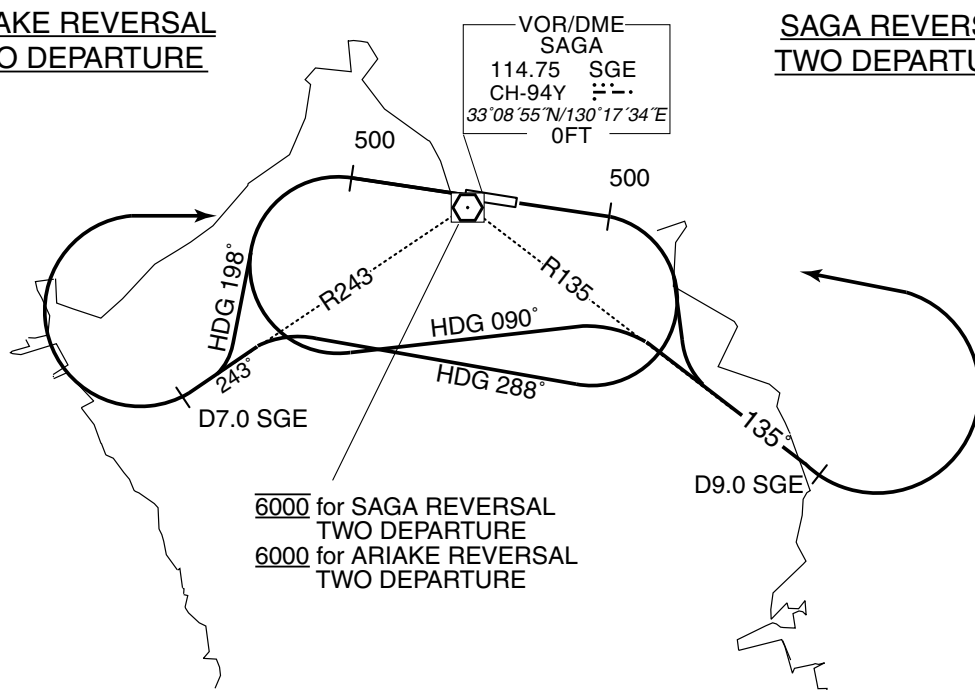 AKE REVERSAL
O DEPARTURE
SAGA REVERS
TWO DEPARTU
VOR/DME
SAGA
114.75 SGE
CH-94Y
33°08´55˝N/130°17´34˝E
0FT
500
500
HDG 198°
R243
R135
HDG 090°
HDG 288°
243°
D7.0 SGE
135°
D9.0 SGE
6000 for SAGA REVERSAL
TWO DEPARTURE
6000 for ARIAKE REVERSAL
TWO DEPARTURE